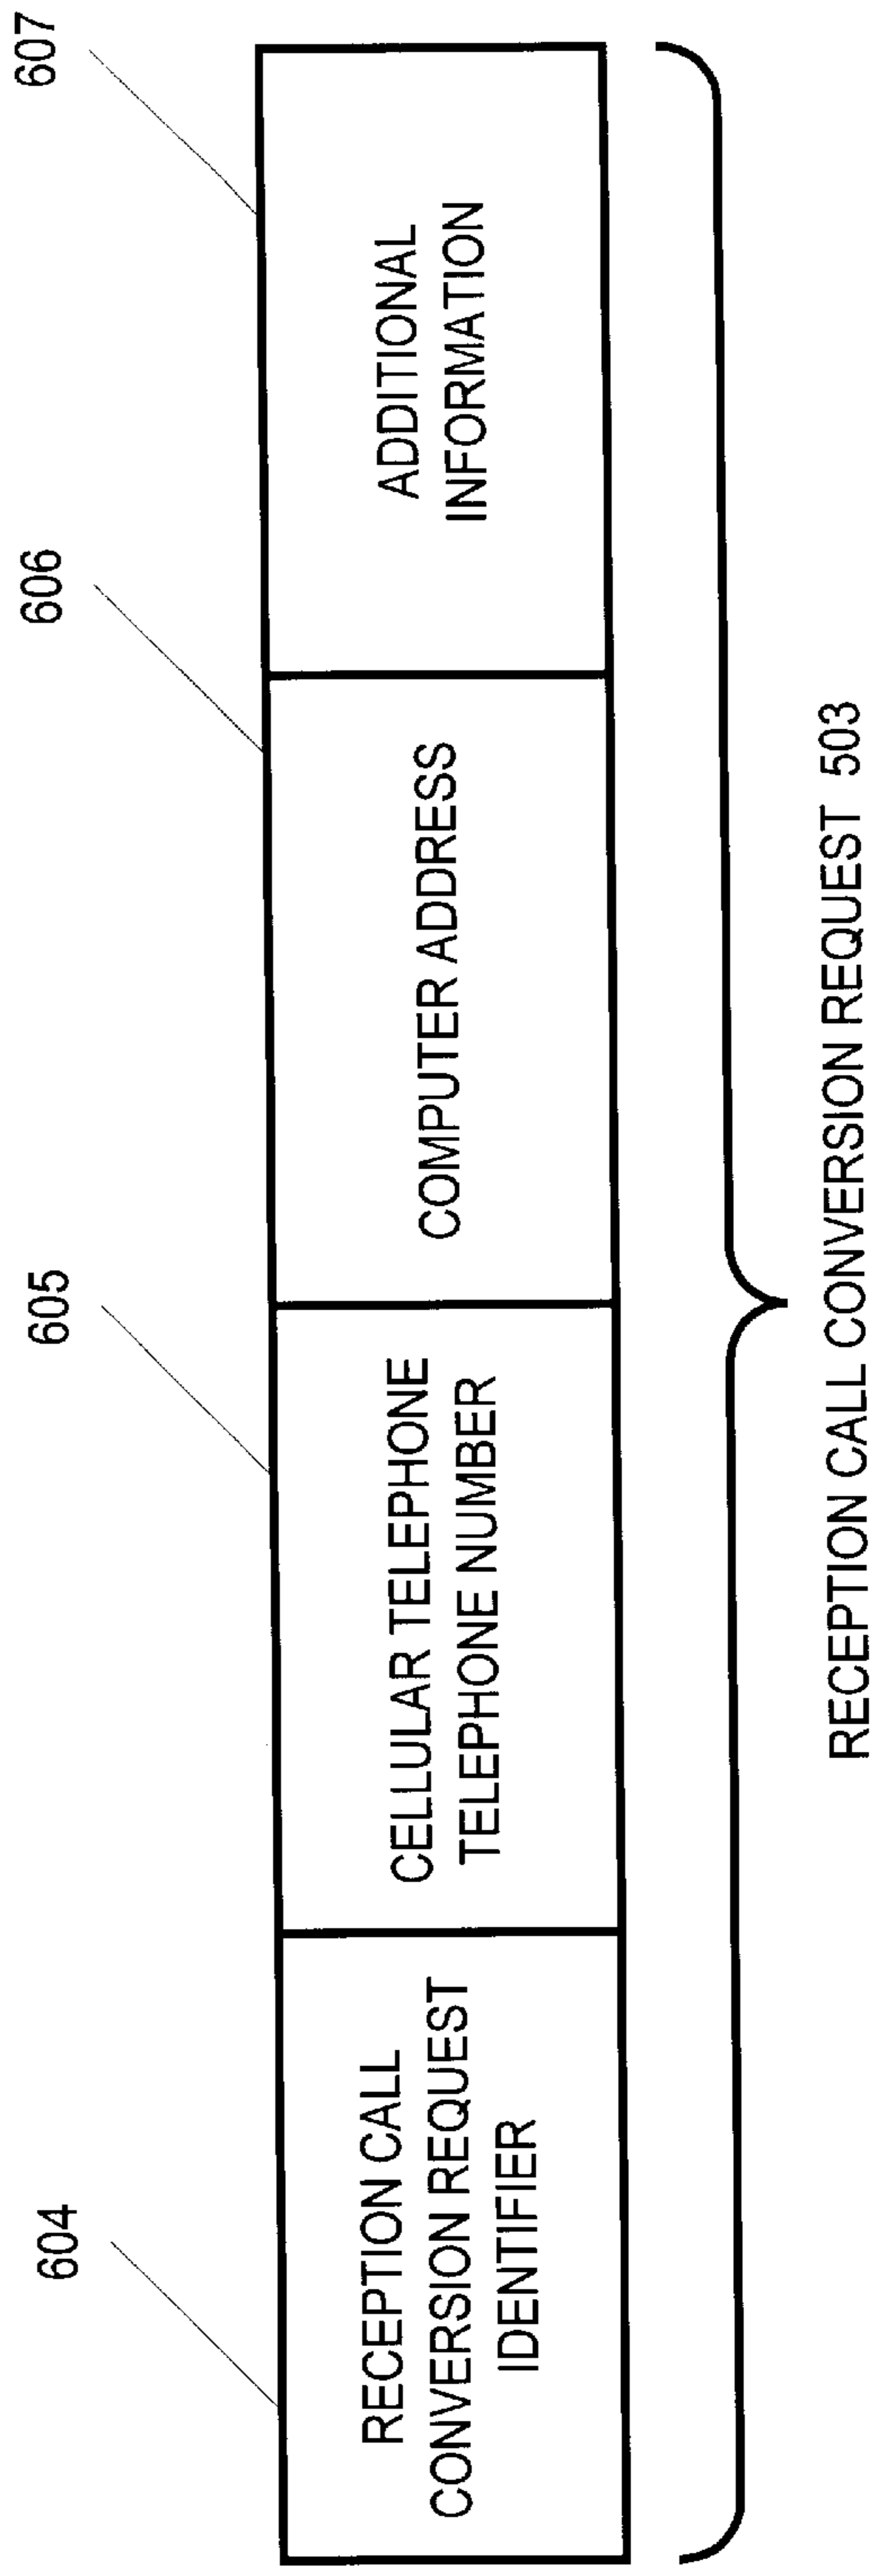 604
605
606
607
RECEPTION CALL
CONVERSION REQUEST
IDENTIFIER
CELLULAR TELEPHONE
TELEPHONE NUMBER
COMPUTER ADDRESS
ADDITIONAL
INFORMATION
RECEPTION CALL CONVERSION REQUEST 503